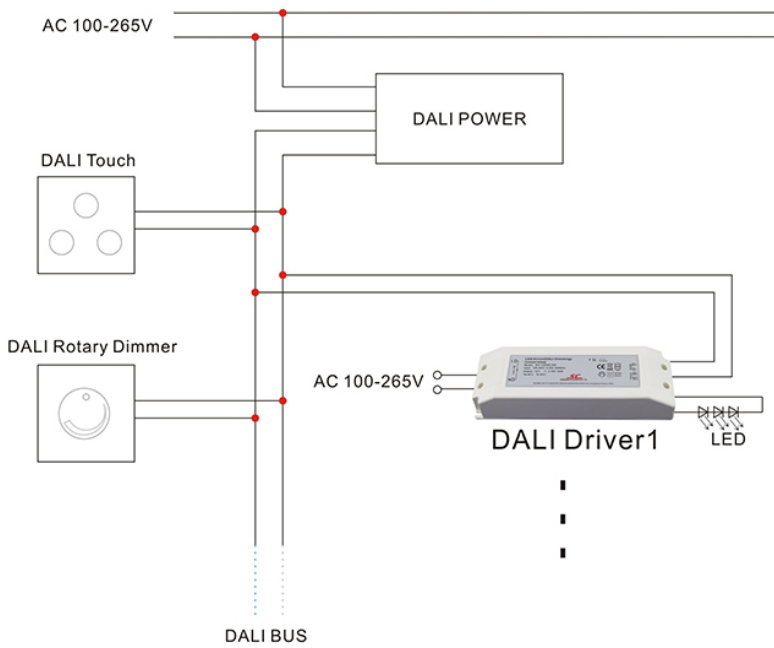 AC 100-265V
DALI POWER
DALI Touch
DALI Rotary Dimmer
AC 100-265V
DALI Driver1
LED
DALI BUS